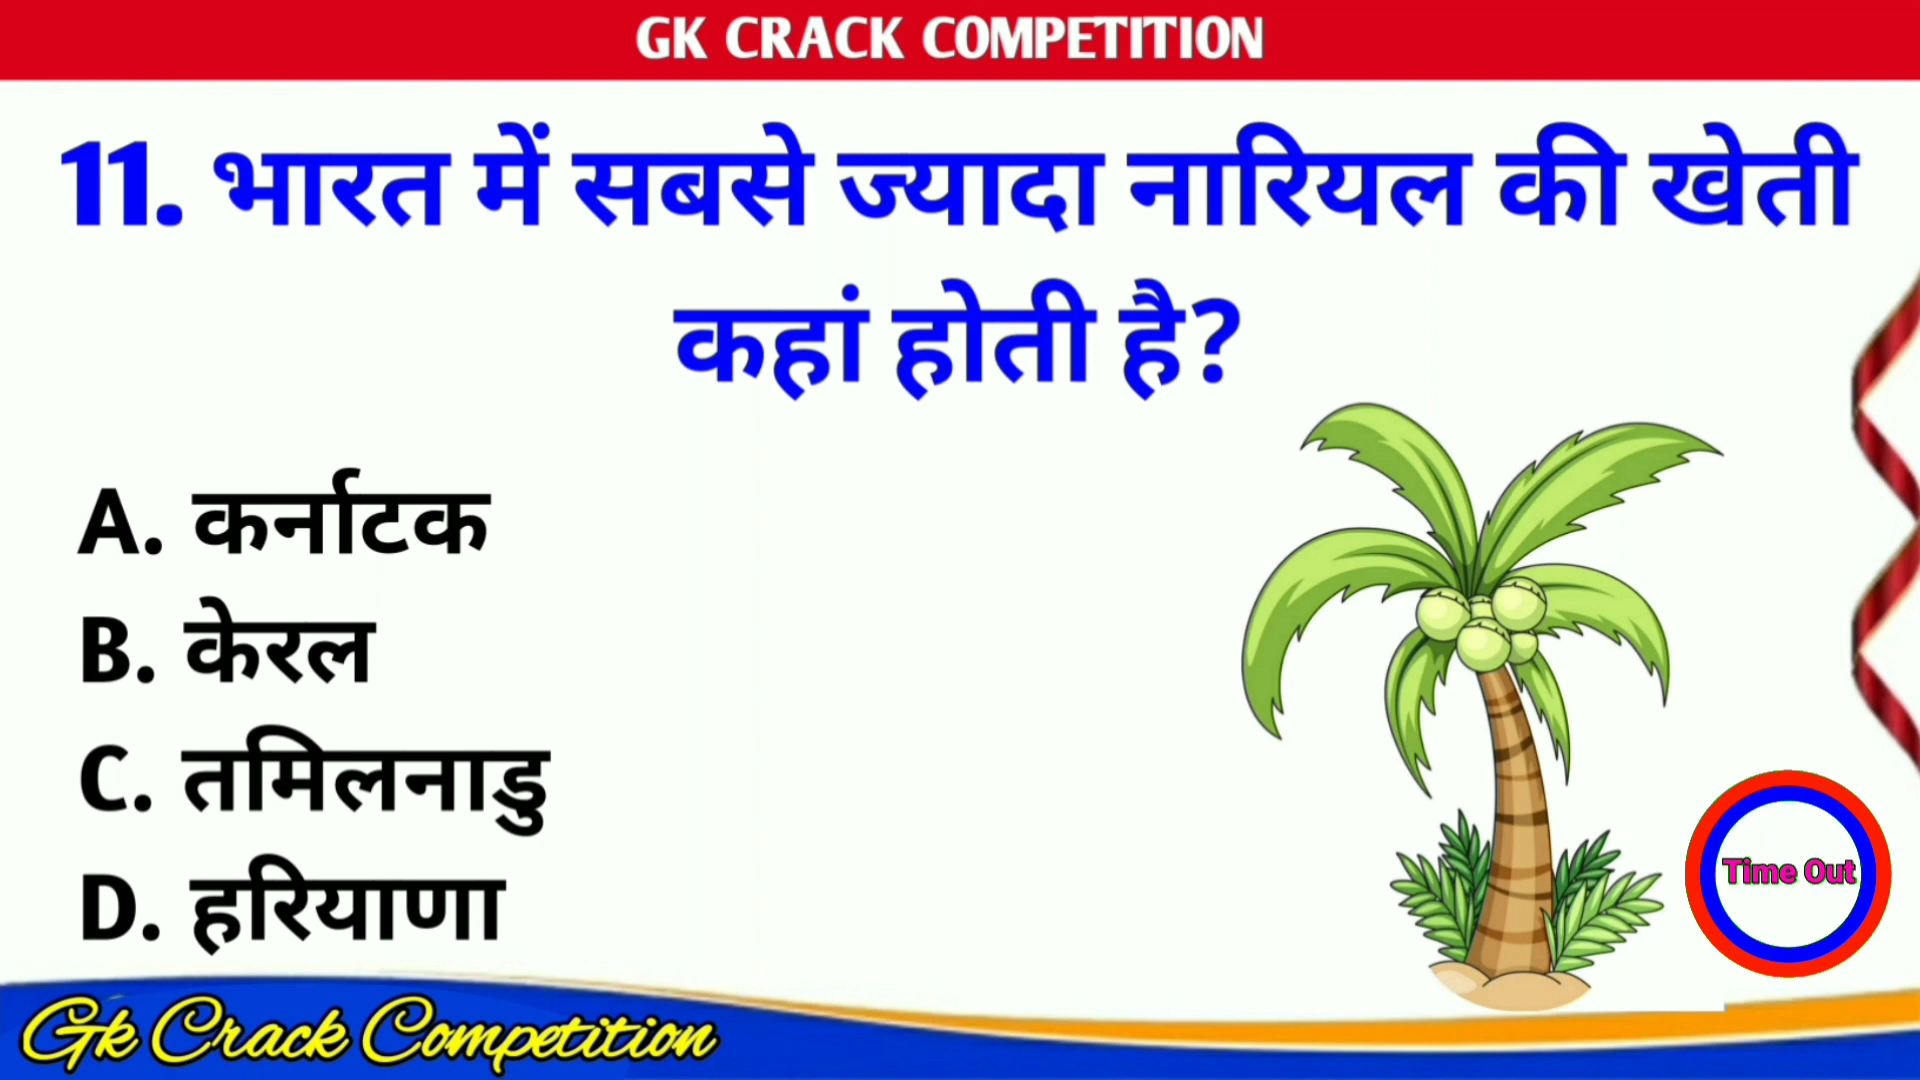 GK CRACK COMPETITION
11. भारत में सबसे ज्यादा नारियल की खेती
कहां होती है?
A. कर्नाटक
B. केरल
C. तमिलनाडु
D. हरियाणा
Time Out
Gk Crack Competition